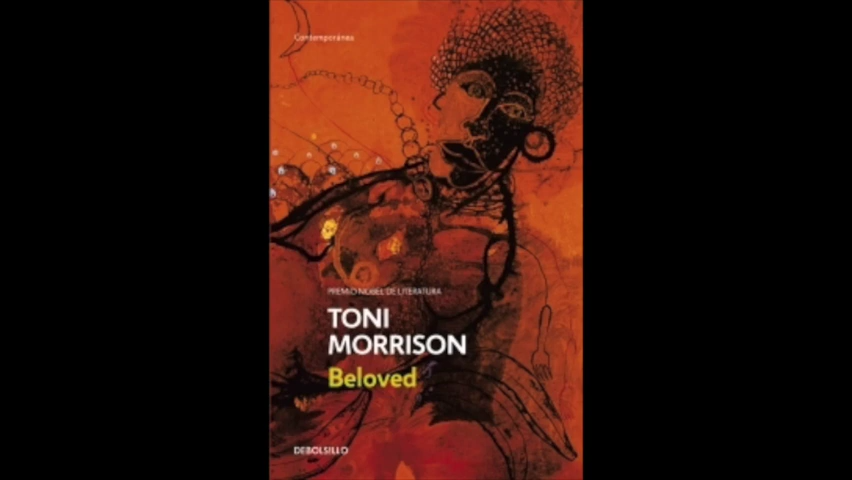 Contemporánea
PREMIO NOBEL DE LITERATURA
TONI
MORRISON
Beloved
DEBOLSILLO